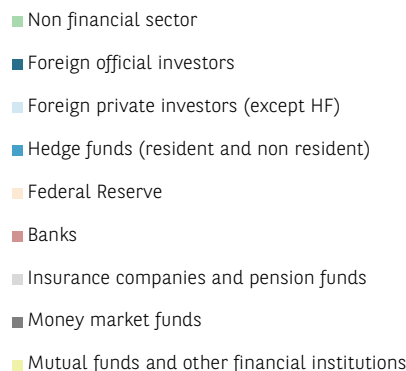 Non financial sector
Foreign official investors
Foreign private investors (except HF)
Hedge funds (resident and non resident)
Federal Reserve
Banks
Insurance companies and pension funds
Money market funds
Mutual funds and other financial institutions